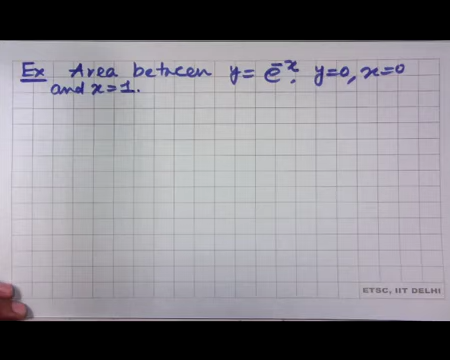 Ex Area between y = e⁻ˣ. y=0, x=0
and x=1.
ETSC, IIT DELHI